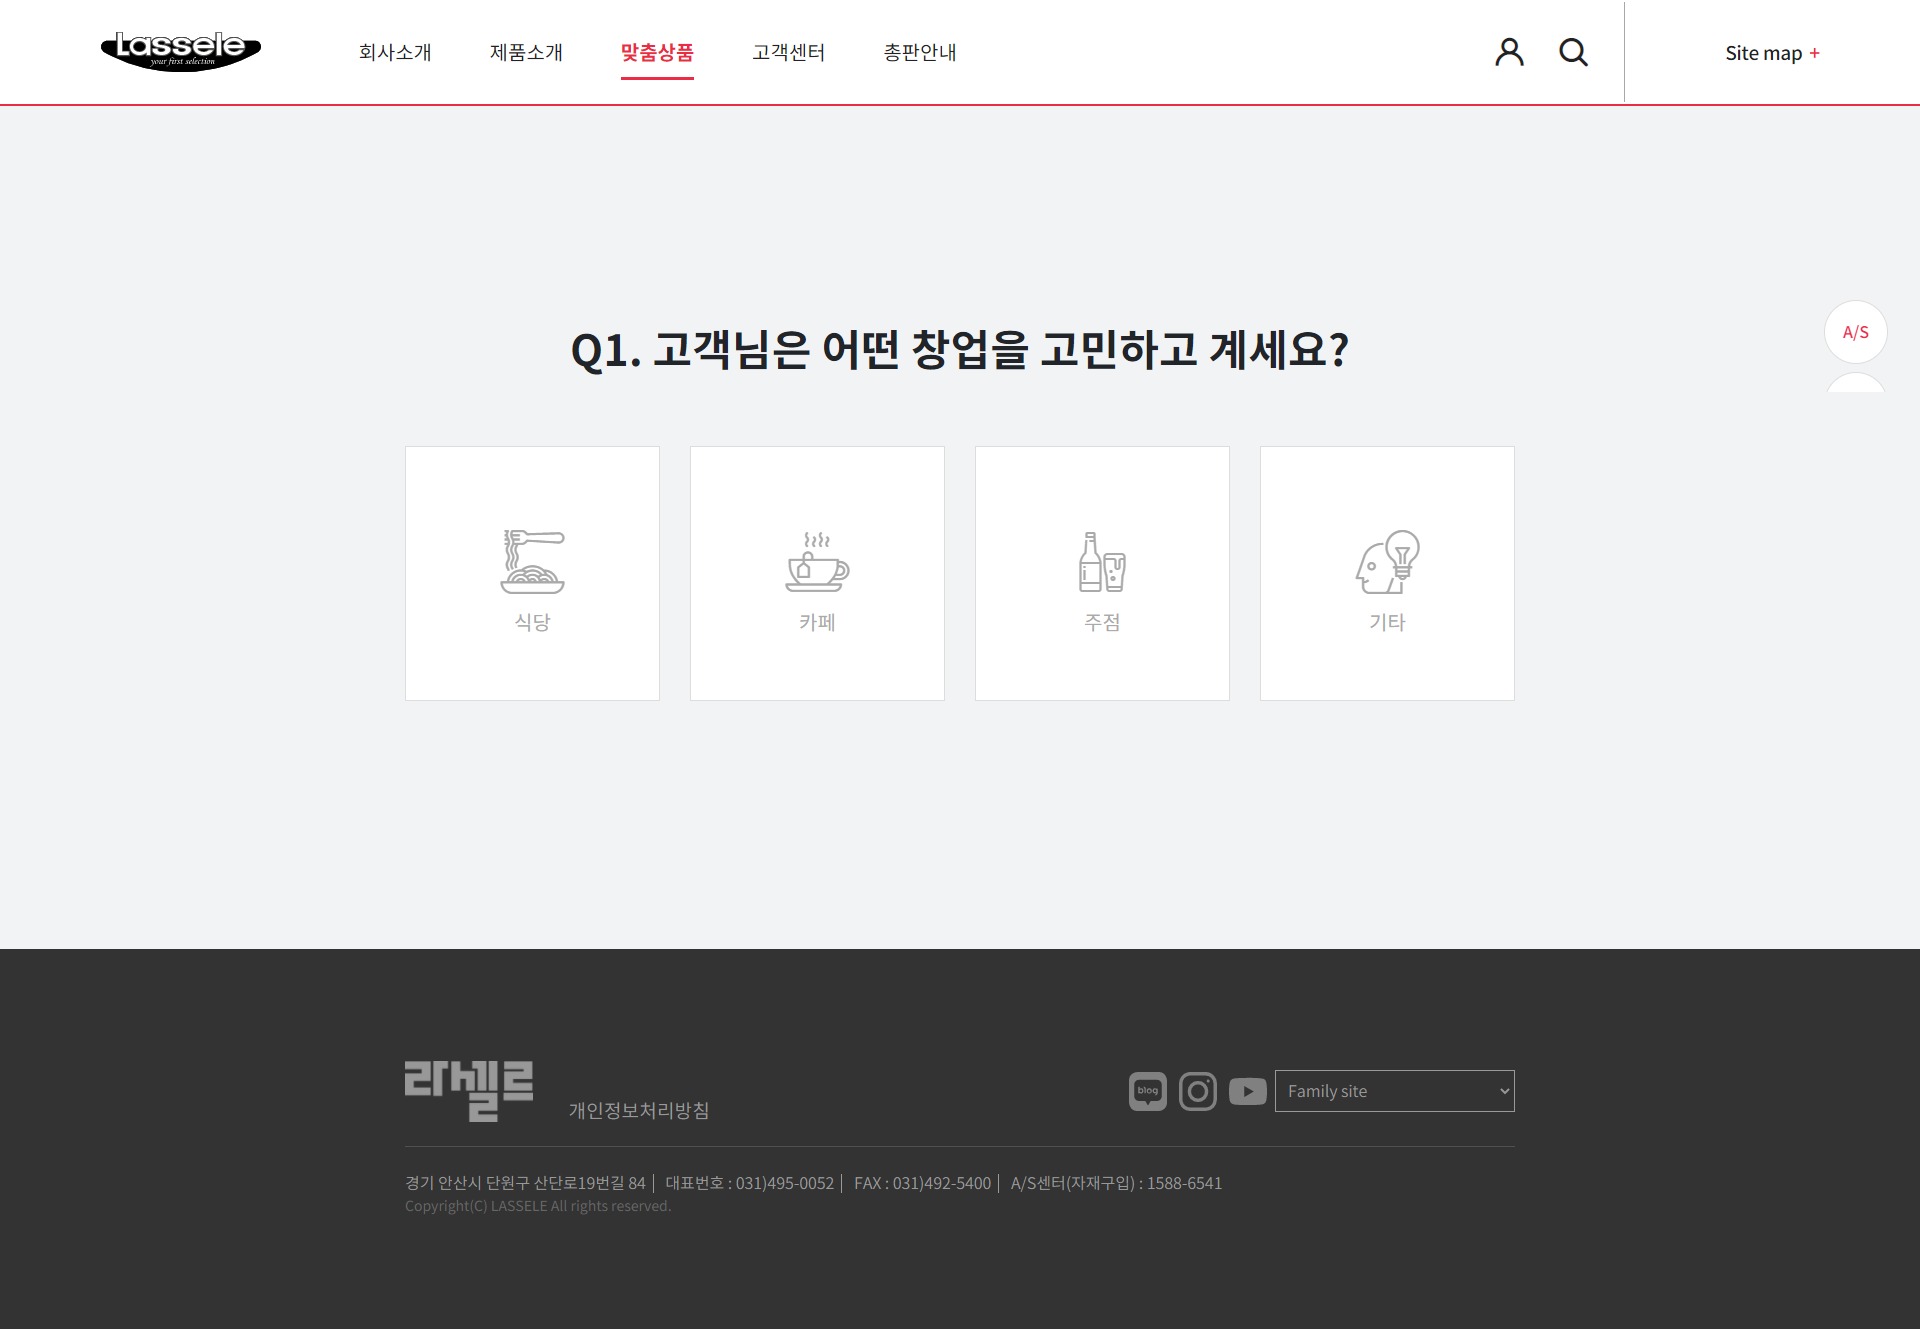 Lassele
your first selection
회사소개
제품소개
맞춤상품
고객센터
총판안내
Site map +
Q1. 고객님은 어떤 창업을 고민하고 계세요?
A/S
식당
카페
주점
기타
라셀르
개인정보처리방침
blog
Family site
경기 안산시 단원구 산단로19번길 84 | 대표번호 : 031)495-0052 | FAX : 031)492-5400 | A/S센터(자재구입) : 1588-6541
Copyright(C) LASSELE All rights reserved.